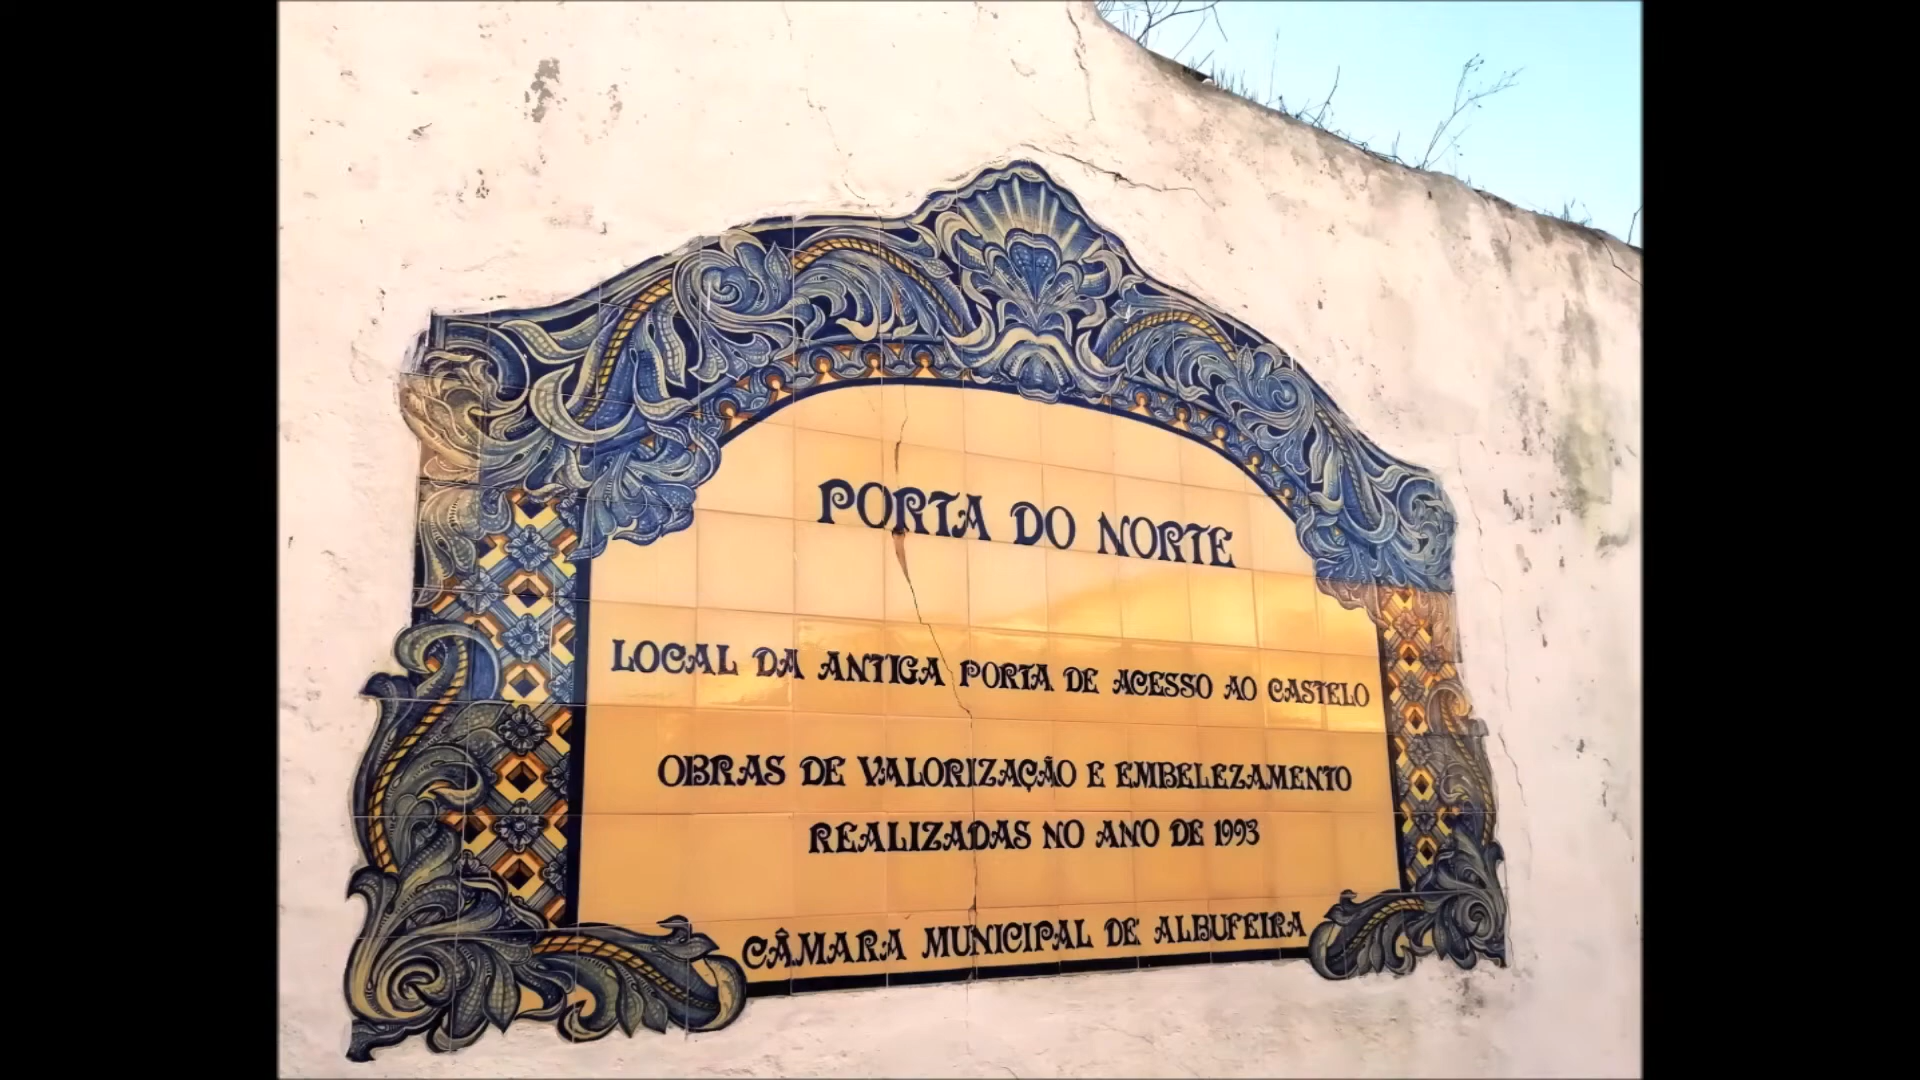 PORTA DO NORTE
LOCAL DA ANTIGA PORTA DE ACESSO AO CASTELO
OBRAS DE VALORIZAÇÃO E EMBELEZAMENTO
REALIZADAS NO ANO DE 1993
CÂMARA MUNICIPAL DE ALBUFEIRA